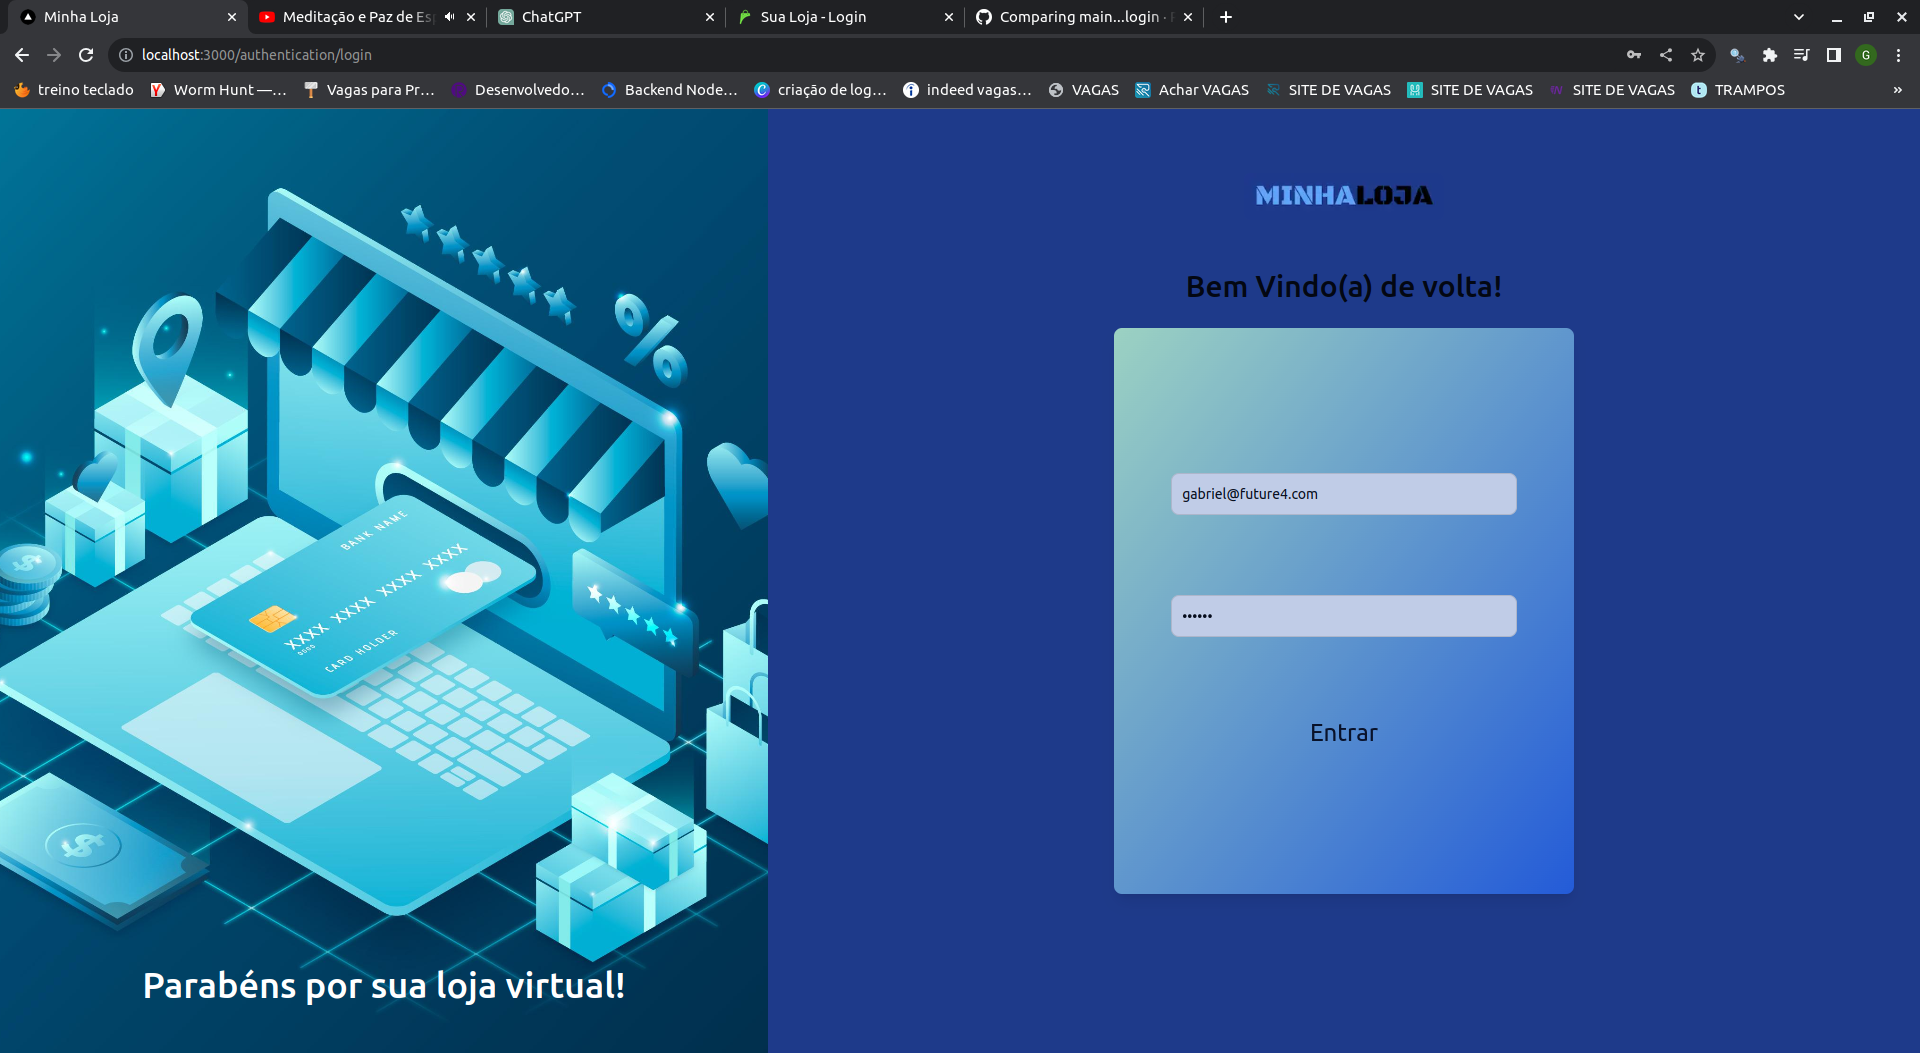 Minha Loja
Meditação e Paz de Es
ChatGPT
Sua Loja - Login
Comparing main...login ·
localhost:3000/authentication/login
G
treino teclado
Worm Hunt —...
Vagas para Pr...
Desenvolvedo...
Backend Node...
criação de log...
indeed vagas...
VAGAS
Achar VAGAS
SITE DE VAGAS
SITE DE VAGAS
SITE DE VAGAS
TRAMPOS
»
%
BANK NAME
XXXX XXXX XXXX XXXX
0000
CARD HOLDER
$
$
Parabéns por sua loja virtual!
MINHALOJA
Bem Vindo(a) de volta!
gabriel@future4.com
••••••
Entrar